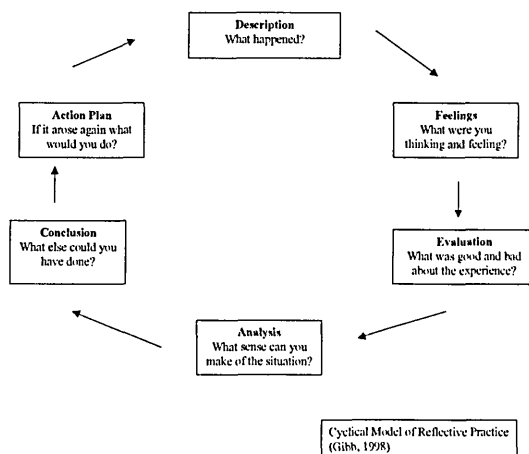 Description
What happened?
Feelings
What were you
thinking and feeling?
Evaluation
What was good and bad
about the experience?
Analysis
What sense can you
make of the situation?
Conclusion
What else could you
have done?
Action Plan
If it arose again what
would you do?
Cyclical Model of Reflective Practice
(Gibb, 1998)